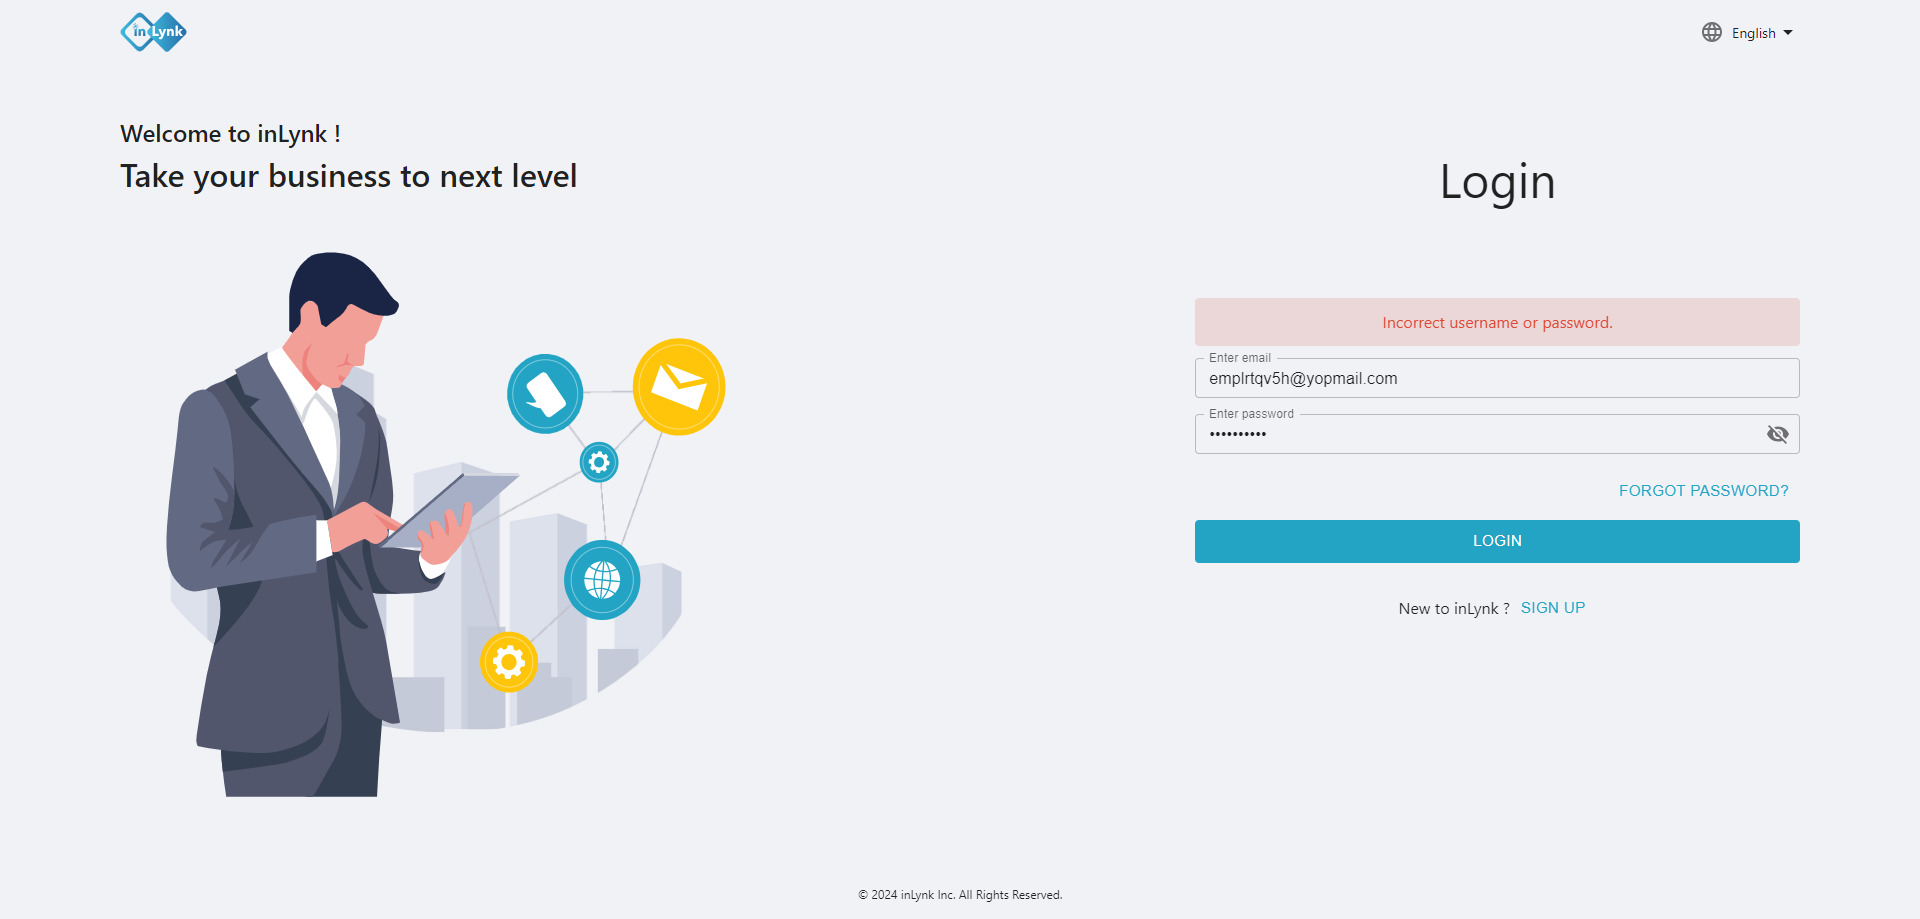 inLynk
English
Welcome to inLynk !
Take your business to next level
Login
Incorrect username or password.
Enter email
emplrtqv5h@yopmail.com
Enter password
••••••••••
FORGOT PASSWORD?
LOGIN
New to inLynk ? SIGN UP
© 2024 inLynk Inc. All Rights Reserved.